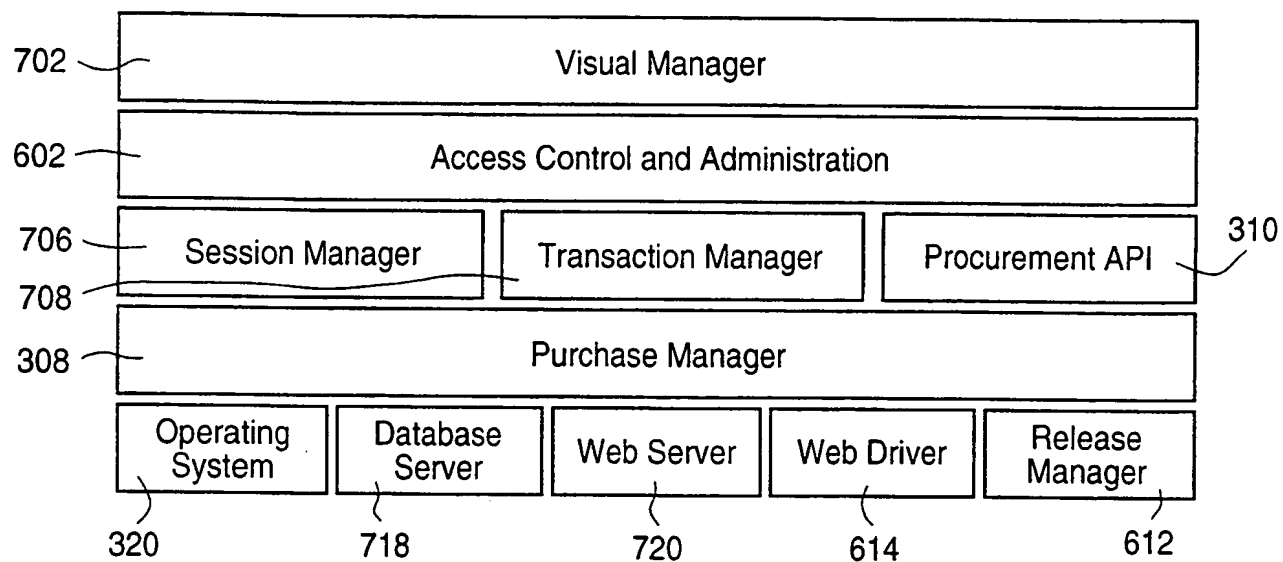 702
Visual Manager
602
Access Control and Administration
706
Session Manager
Transaction Manager
Procurement API
310
708
308
Purchase Manager
Operating
System
Database
Server
Web Server
Web Driver
Release
Manager
320
718
720
614
612